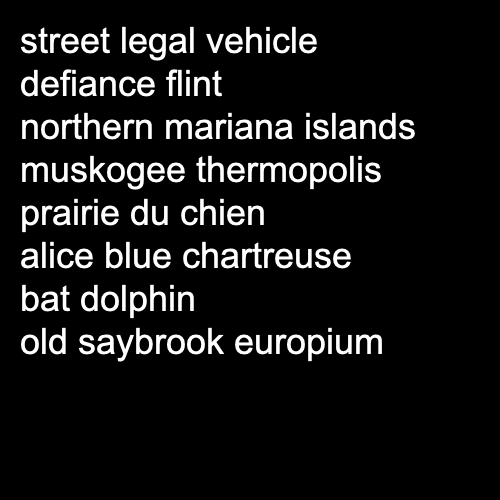 street legal vehicle
defiance flint
northern mariana islands
muskogee thermopolis
prairie du chien
alice blue chartreuse
bat dolphin
old saybrook europium